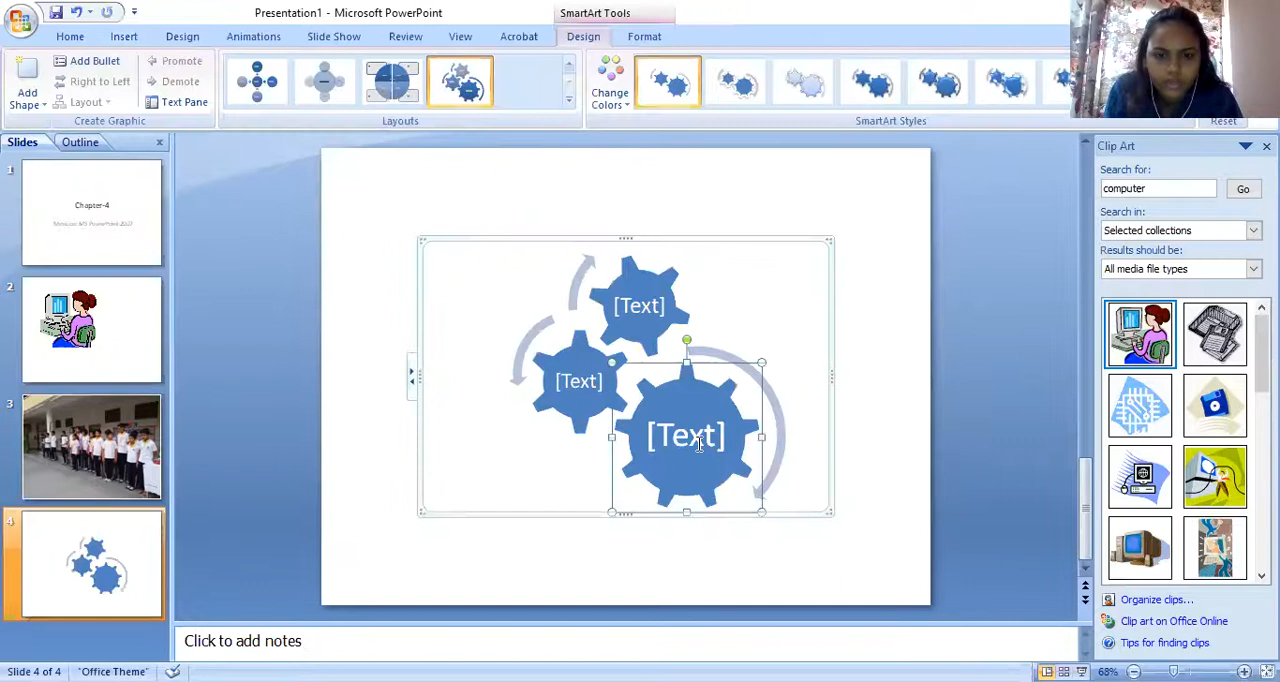 Presentation1 - Microsoft PowerPoint
SmartArt Tools
Home
Insert
Design
Animations
Slide Show
Review
View
Acrobat
Design
Format
Add Shape
Add Bullet
Right to Left
Layout
Promote
Demote
Text Pane
Create Graphic
Layouts
Change Colors
SmartArt Styles
Reset
Slides
Outline
1
Chapter-4
2
3
4
[Text]
[Text]
[Text]
Click to add notes
Clip Art
Search for:
computer
Go
Search in:
Selected collections
Results should be:
All media file types
Organize clips...
Clip art on Office Online
Tips for finding clips
Slide 4 of 4
"Office Theme"
68%